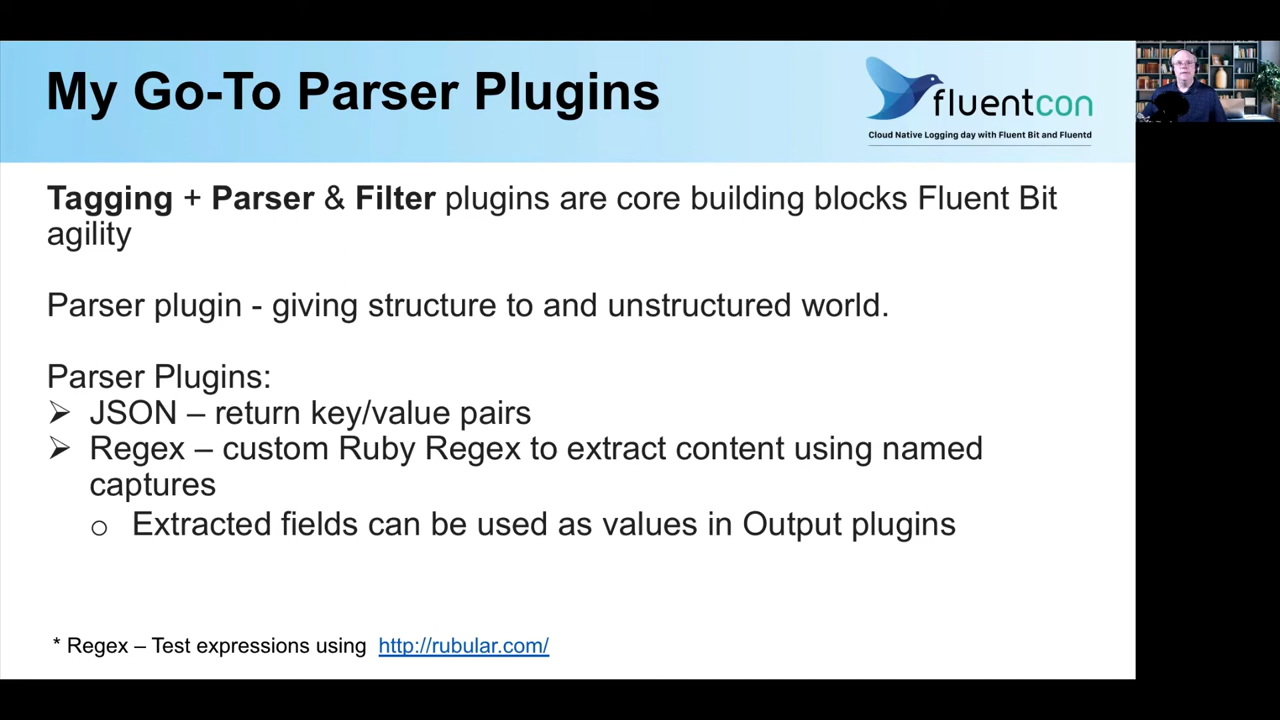 My Go-To Parser Plugins
fluentcon
Cloud Native Logging day with Fluent Bit and Fluentd
Tagging + Parser & Filter plugins are core building blocks Fluent Bit
agility
Parser plugin - giving structure to and unstructured world.
Parser Plugins:
➢ JSON – return key/value pairs
➢ Regex – custom Ruby Regex to extract content using named
captures
o Extracted fields can be used as values in Output plugins
* Regex – Test expressions using http://rubular.com/